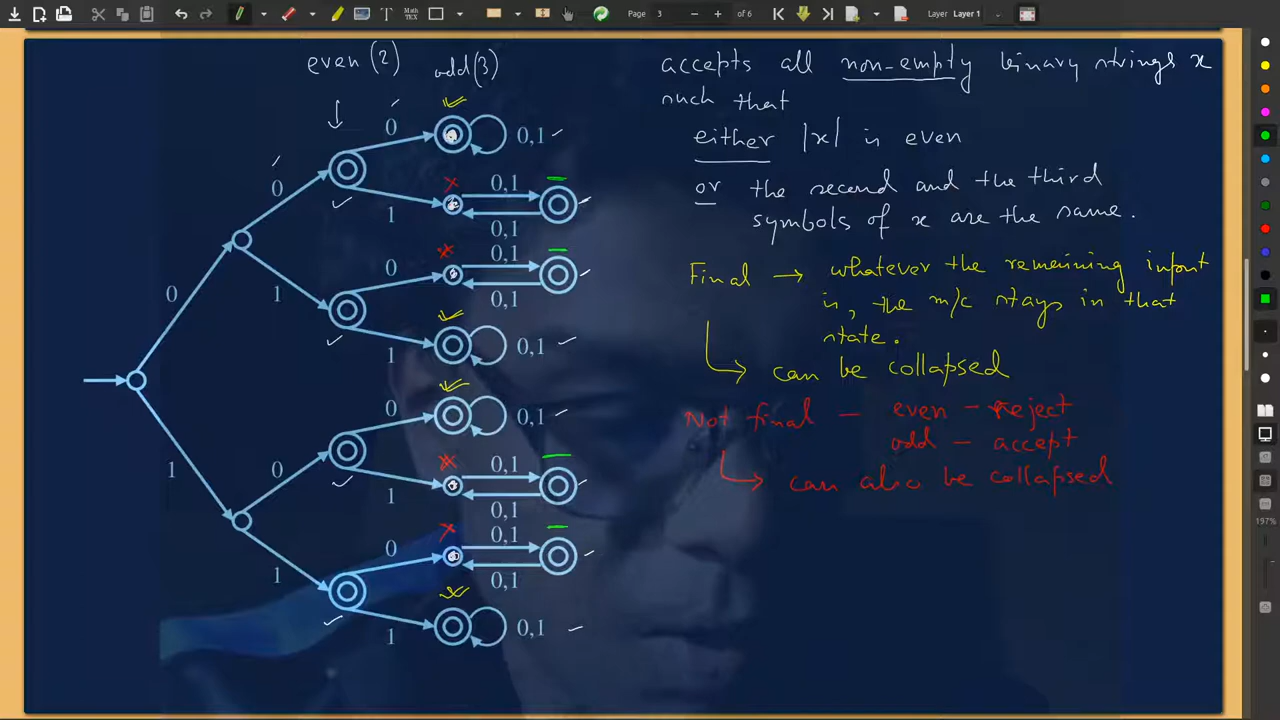 Page 3 of 6 Layer Layer 1
T Math TEX
even (2) odd(3)
accepts all non-empty binary strings x
such that
either |x| is even
or the second and the third
symbols of x are the same.
Final → whatever the remaining input
is, the m/c stays in that
state.
can be collapsed
Not final – even – reject
odd – accept
can also be collapsed
0 0,1
0 1 0,1
0,1
0 0,1
0 1 0,1
1 0,1
0 0,1
1 0 0,1
1 0,1
0 0,1
1 0,1
1 0,1
197%